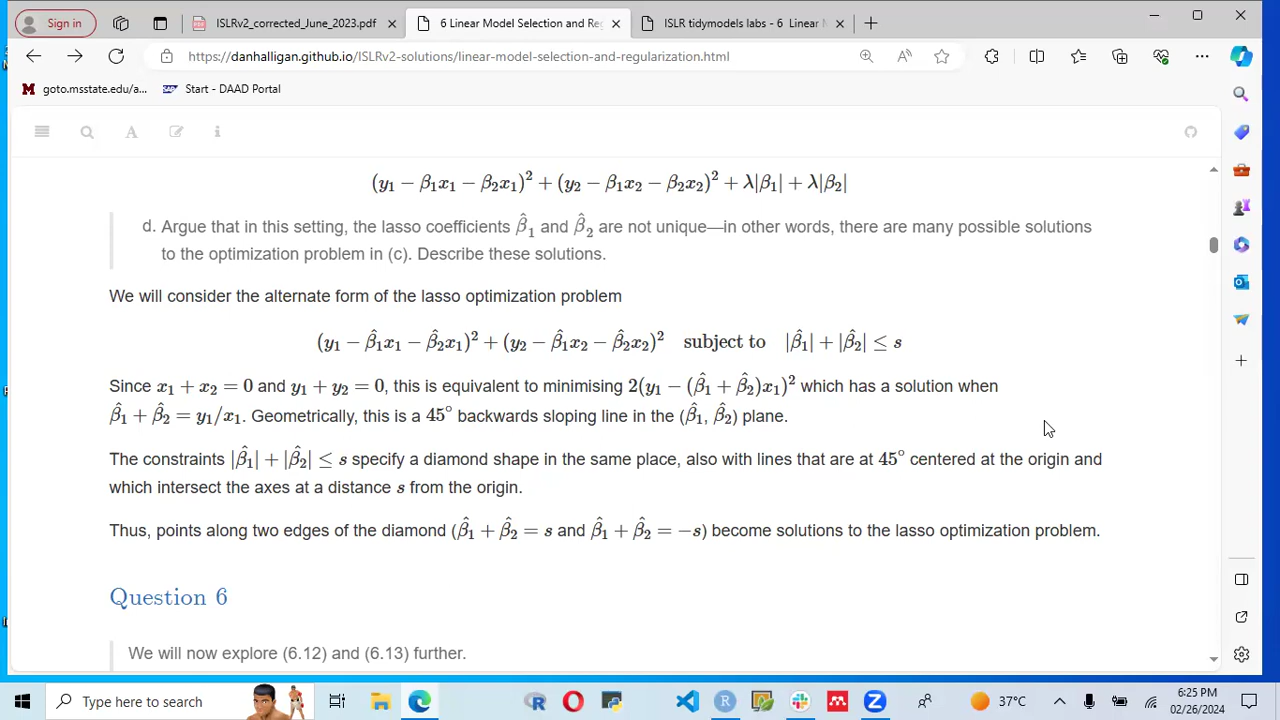 Sign in
ISLRv2_corrected_June_2023.pdf
6 Linear Model Selection and Reg
ISLR tidymodels labs - 6 Linear M
https://danhalligan.github.io/ISLRv2-solutions/linear-model-selection-and-regularization.html
goto.msstate.edu/a...
Start - DAAD Portal
(y₁ − β₁x₁ − β₂x₁)² + (y₂ − β₁x₂ − β₂x₂)² + λ|β₁| + λ|β₂|
d. Argue that in this setting, the lasso coefficients β̂₁ and β̂₂ are not unique—in other words, there are many possible solutions
to the optimization problem in (c). Describe these solutions.
We will consider the alternate form of the lasso optimization problem
(y₁ − β̂₁x₁ − β̂₂x₁)² + (y₂ − β̂₁x₂ − β̂₂x₂)² subject to |β̂₁| + |β̂₂| ≤ s
Since x₁ + x₂ = 0 and y₁ + y₂ = 0, this is equivalent to minimising 2(y₁ − (β̂₁ + β̂₂)x₁)² which has a solution when
β̂₁ + β̂₂ = y₁/x₁. Geometrically, this is a 45° backwards sloping line in the (β̂₁, β̂₂) plane.
The constraints |β̂₁| + |β̂₂| ≤ s specify a diamond shape in the same place, also with lines that are at 45° centered at the origin and
which intersect the axes at a distance s from the origin.
Thus, points along two edges of the diamond (β̂₁ + β̂₂ = s and β̂₁ + β̂₂ = −s) become solutions to the lasso optimization problem.
Question 6
We will now explore (6.12) and (6.13) further.
Type here to search
37°C
6:25 PM
02/26/2024